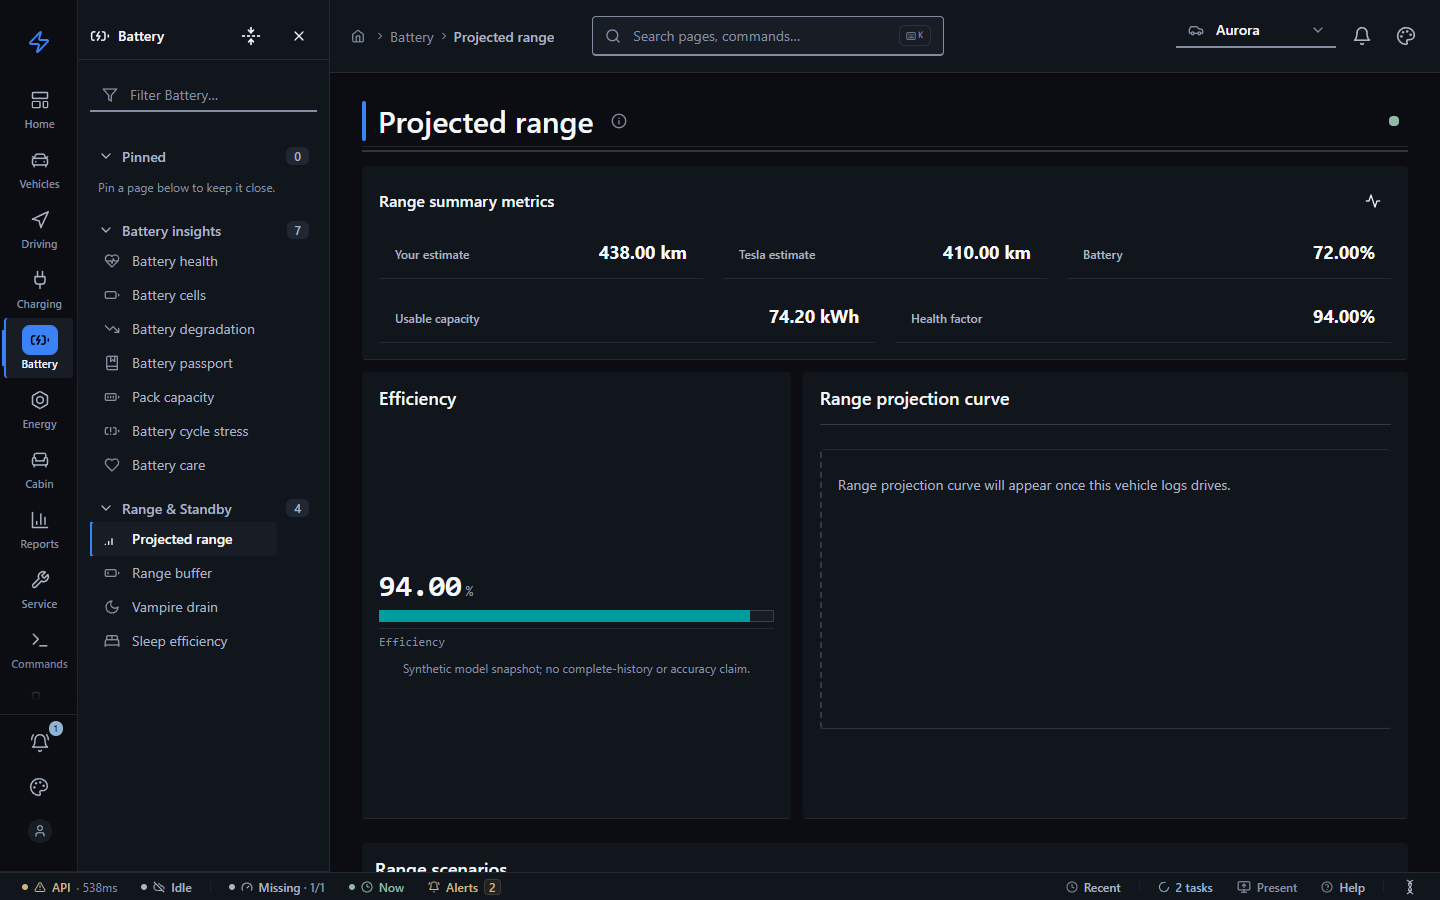 Battery
Battery
Projected range
Search pages, commands...
K
Aurora
Home
Vehicles
Driving
Charging
Battery
Energy
Cabin
Reports
Service
Commands
1
Filter Battery...
Pinned
0
Pin a page below to keep it close.
Battery insights
7
Battery health
Battery cells
Battery degradation
Battery passport
Pack capacity
Battery cycle stress
Battery care
Range & Standby
4
Projected range
Range buffer
Vampire drain
Sleep efficiency
Projected range
Range summary metrics
Your estimate
438.00 km
Tesla estimate
410.00 km
Battery
72.00%
Usable capacity
74.20 kWh
Health factor
94.00%
Efficiency
94.00 %
Efficiency
Synthetic model snapshot; no complete-history or accuracy claim.
Range projection curve
Range projection curve will appear once this vehicle logs drives.
Range scenarios
API · 538ms
Idle
Missing · 1/1
Now
Alerts 2
Recent
2 tasks
Present
Help